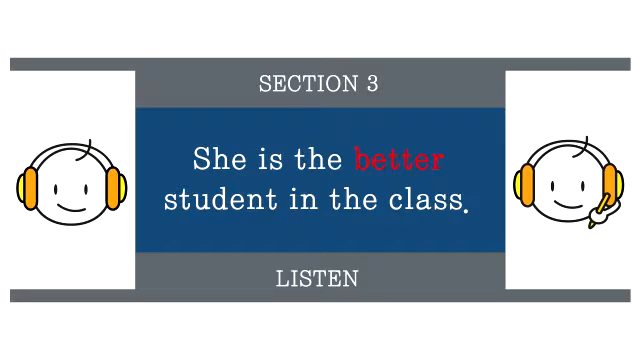 SECTION 3
She is the better
student in the class.
LISTEN